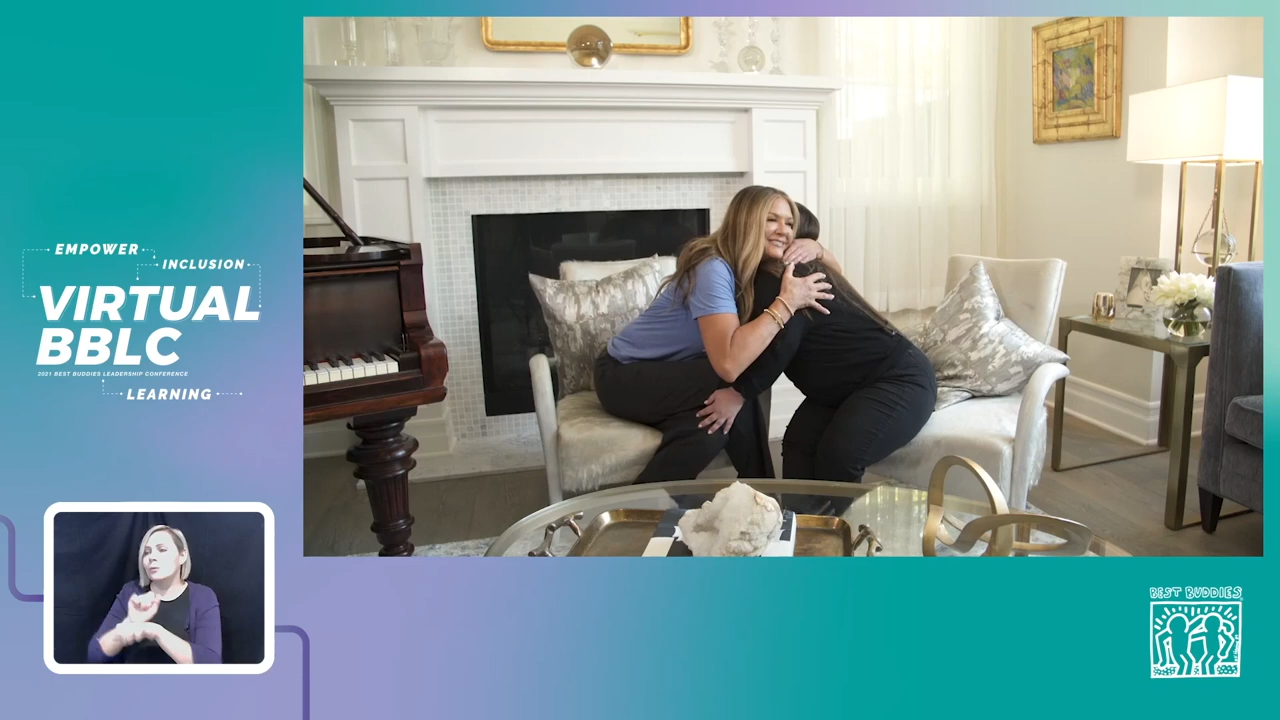 EMPOWER
INCLUSION
VIRTUAL
BBLC
2021 BEST BUDDIES LEADERSHIP CONFERENCE
LEARNING
BEST BUDDIES